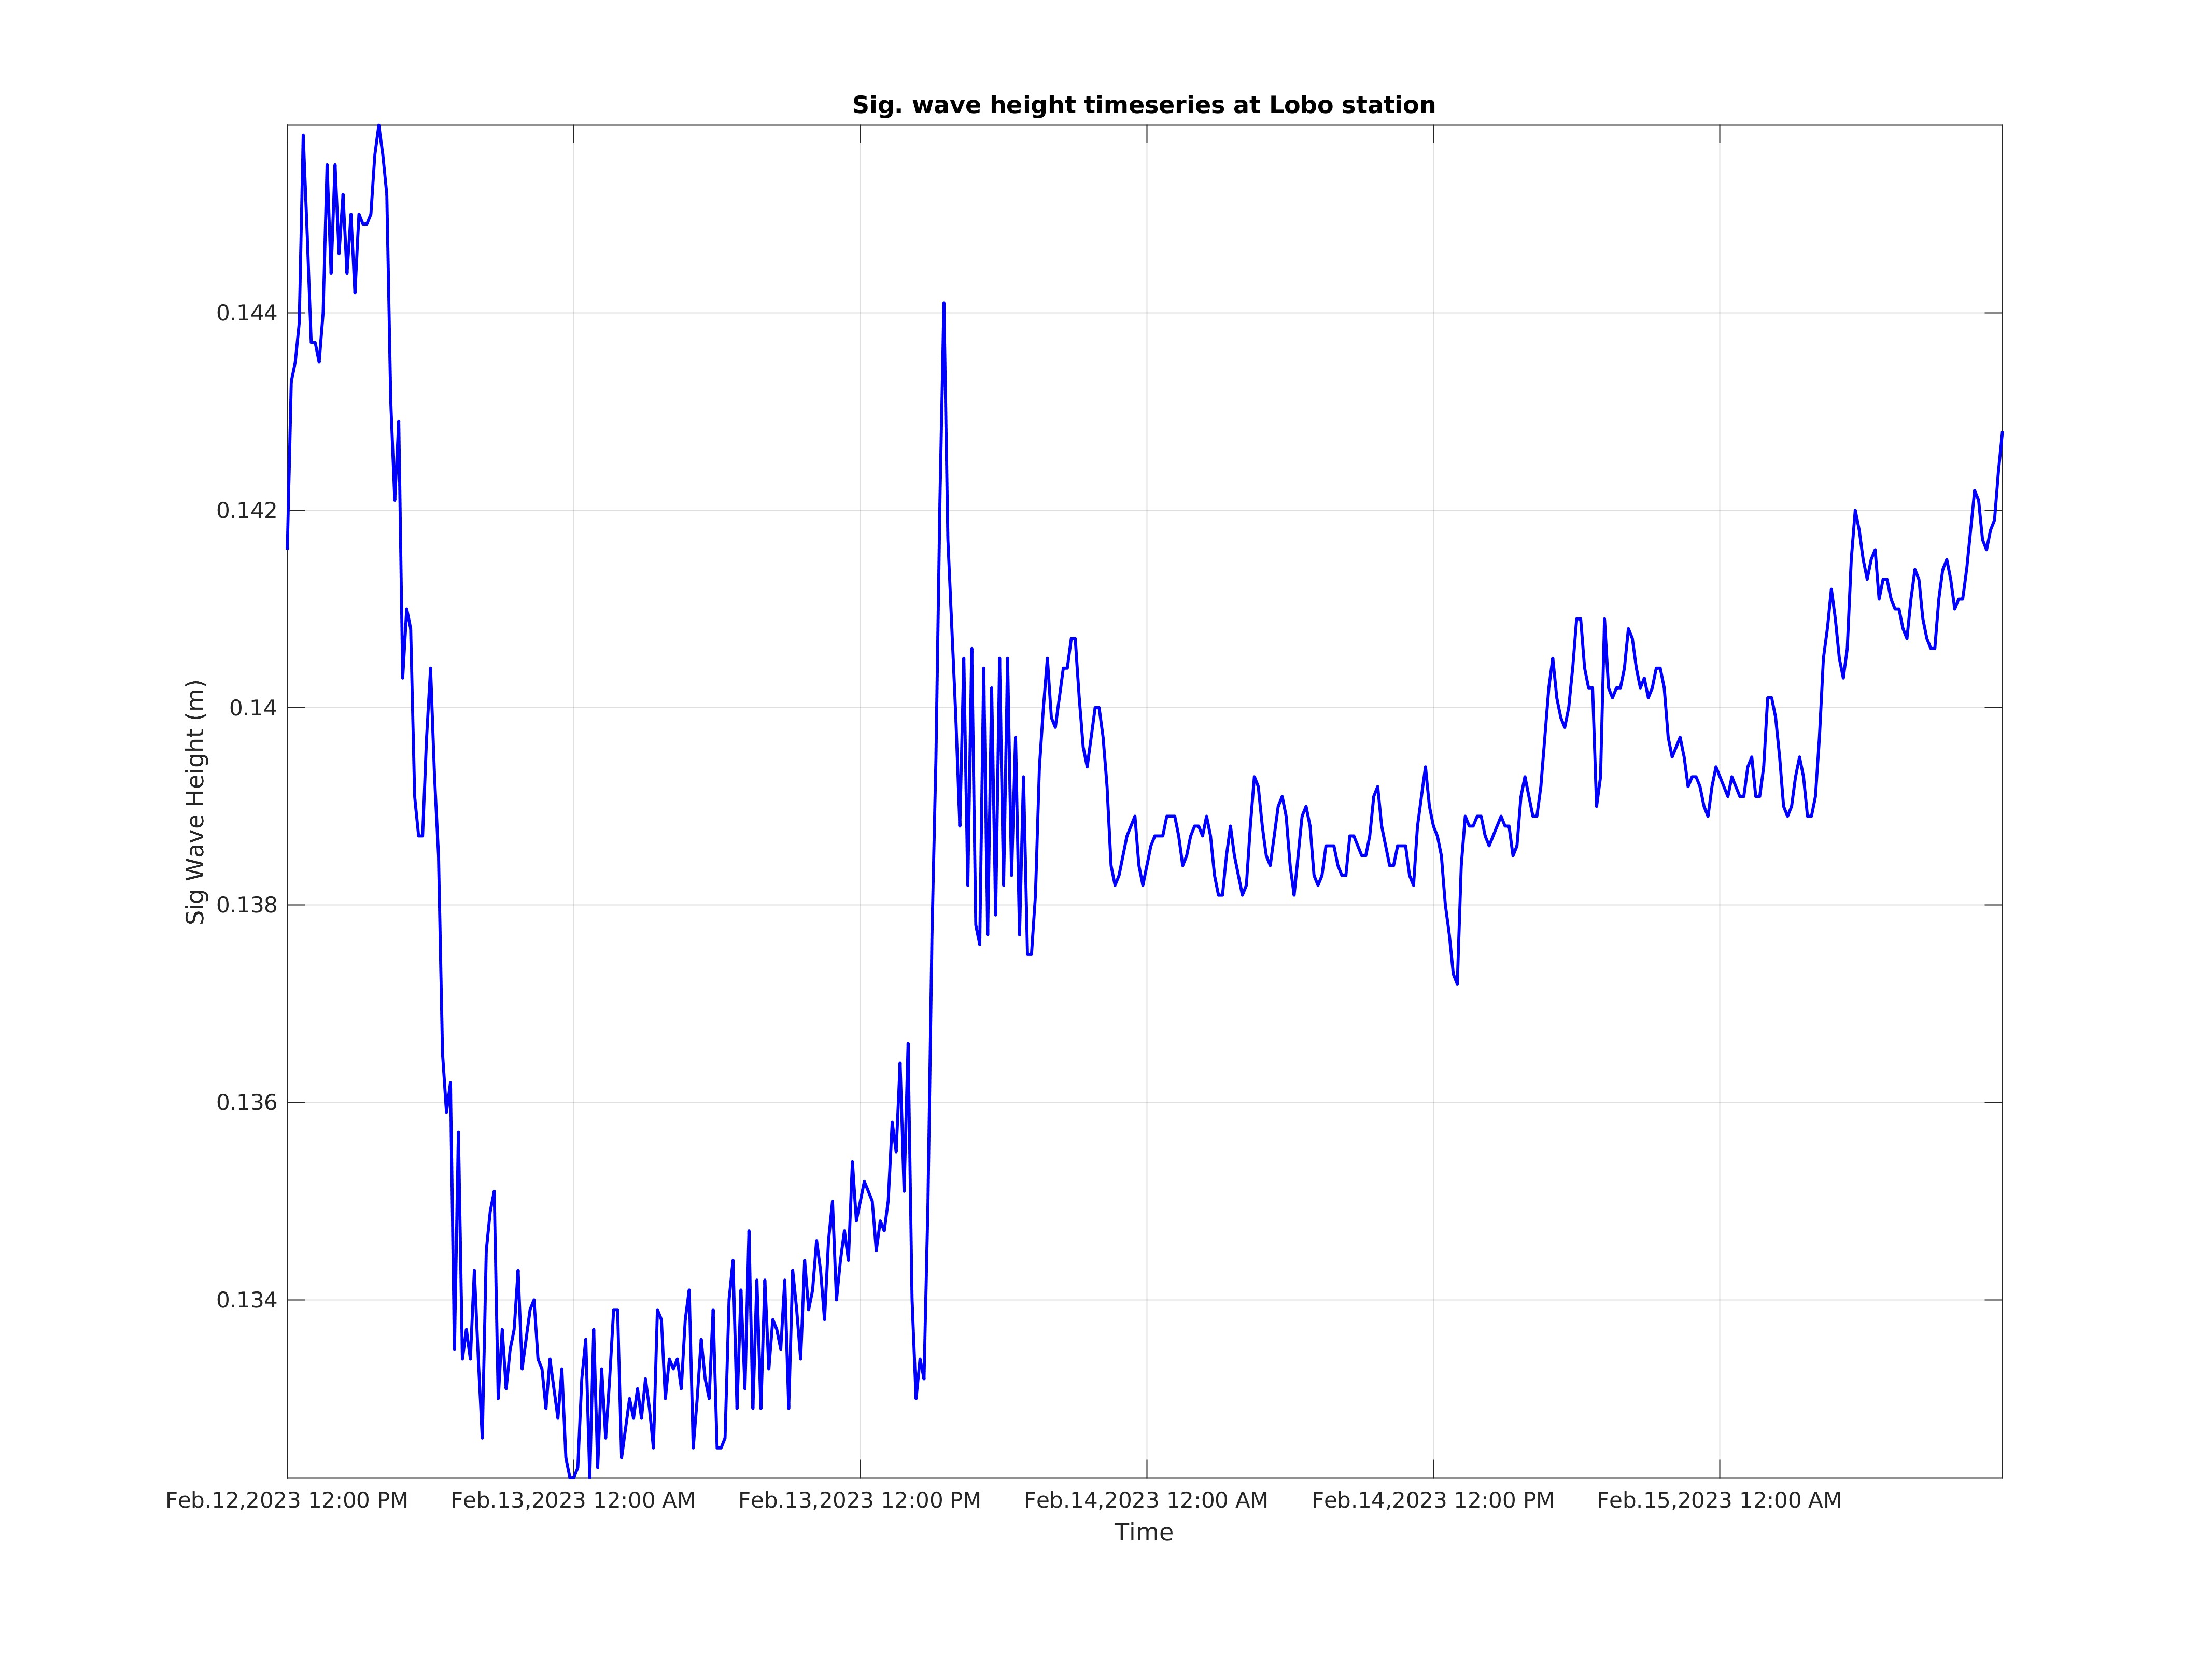 Sig. wave height timeseries at Lobo station
Sig Wave Height (m)
0.144
0.142
0.14
0.138
0.136
0.134
Feb.12,2023 12:00 PM
Feb.13,2023 12:00 AM
Feb.13,2023 12:00 PM
Feb.14,2023 12:00 AM
Feb.14,2023 12:00 PM
Feb.15,2023 12:00 AM
Time